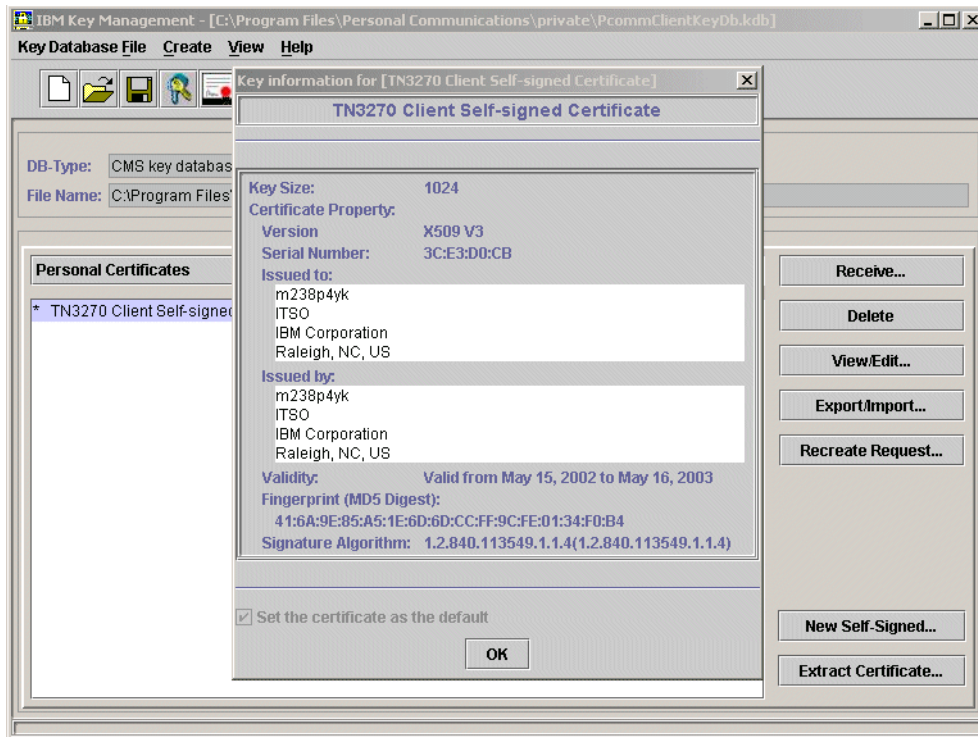 IBM Key Management - [C:\Program Files\Personal Communications\private\PcommClientKeyDb.kdb]
Key Database File Create View Help
Key information for [TN3270 Client Self-signed Certificate]
TN3270 Client Self-signed Certificate
DB-Type: CMS key databas
File Name: C:\Program Files\
Key Size: 1024
Certificate Property:
Version X509 V3
Serial Number: 3C:E3:D0:CB
Issued to:
m238p4yk
ITSO
IBM Corporation
Raleigh, NC, US
Issued by:
m238p4yk
ITSO
IBM Corporation
Raleigh, NC, US
Validity: Valid from May 15, 2002 to May 16, 2003
Fingerprint (MD5 Digest):
41:6A:9E:85:A5:1E:6D:6D:CC:FF:9C:FE:01:34:F0:B4
Signature Algorithm: 1.2.840.113549.1.1.4(1.2.840.113549.1.1.4)
Set the certificate as the default
OK
Personal Certificates
* TN3270 Client Self-signed
Receive...
Delete
View/Edit...
Export/Import...
Recreate Request...
New Self-Signed...
Extract Certificate...